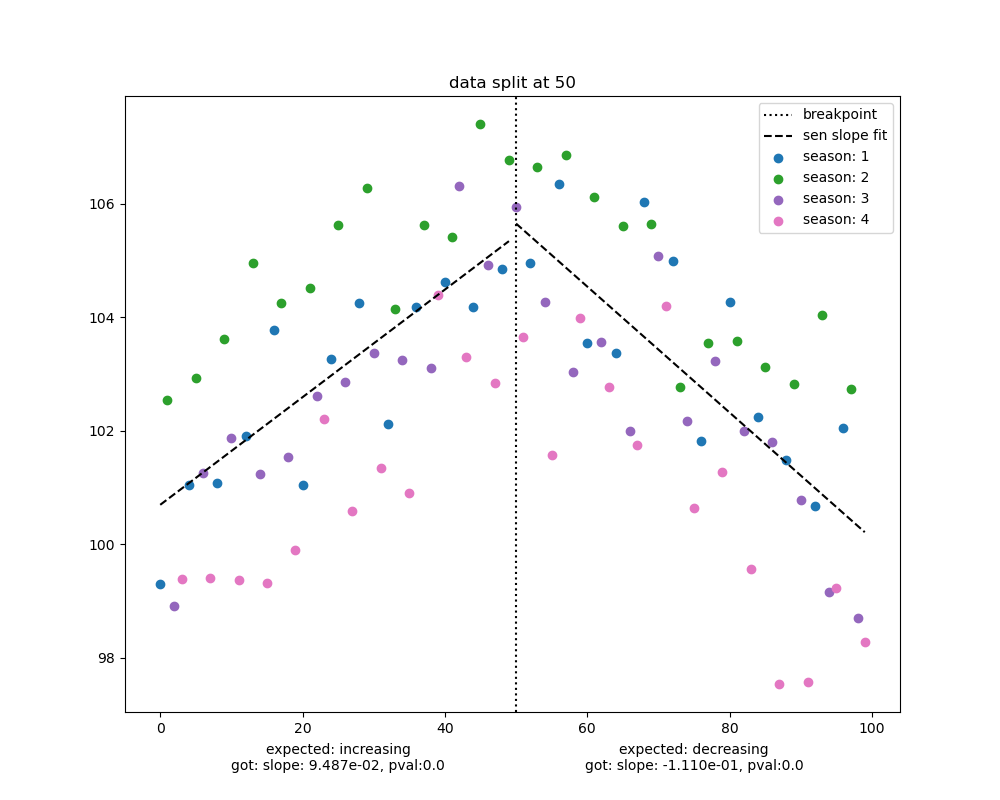 data split at 50
breakpoint
sen slope fit
season: 1
season: 2
season: 3
season: 4
106
104
102
100
98
0 20 40 60 80 100
expected: increasing
got: slope: 9.487e-02, pval:0.0
expected: decreasing
got: slope: -1.110e-01, pval:0.0